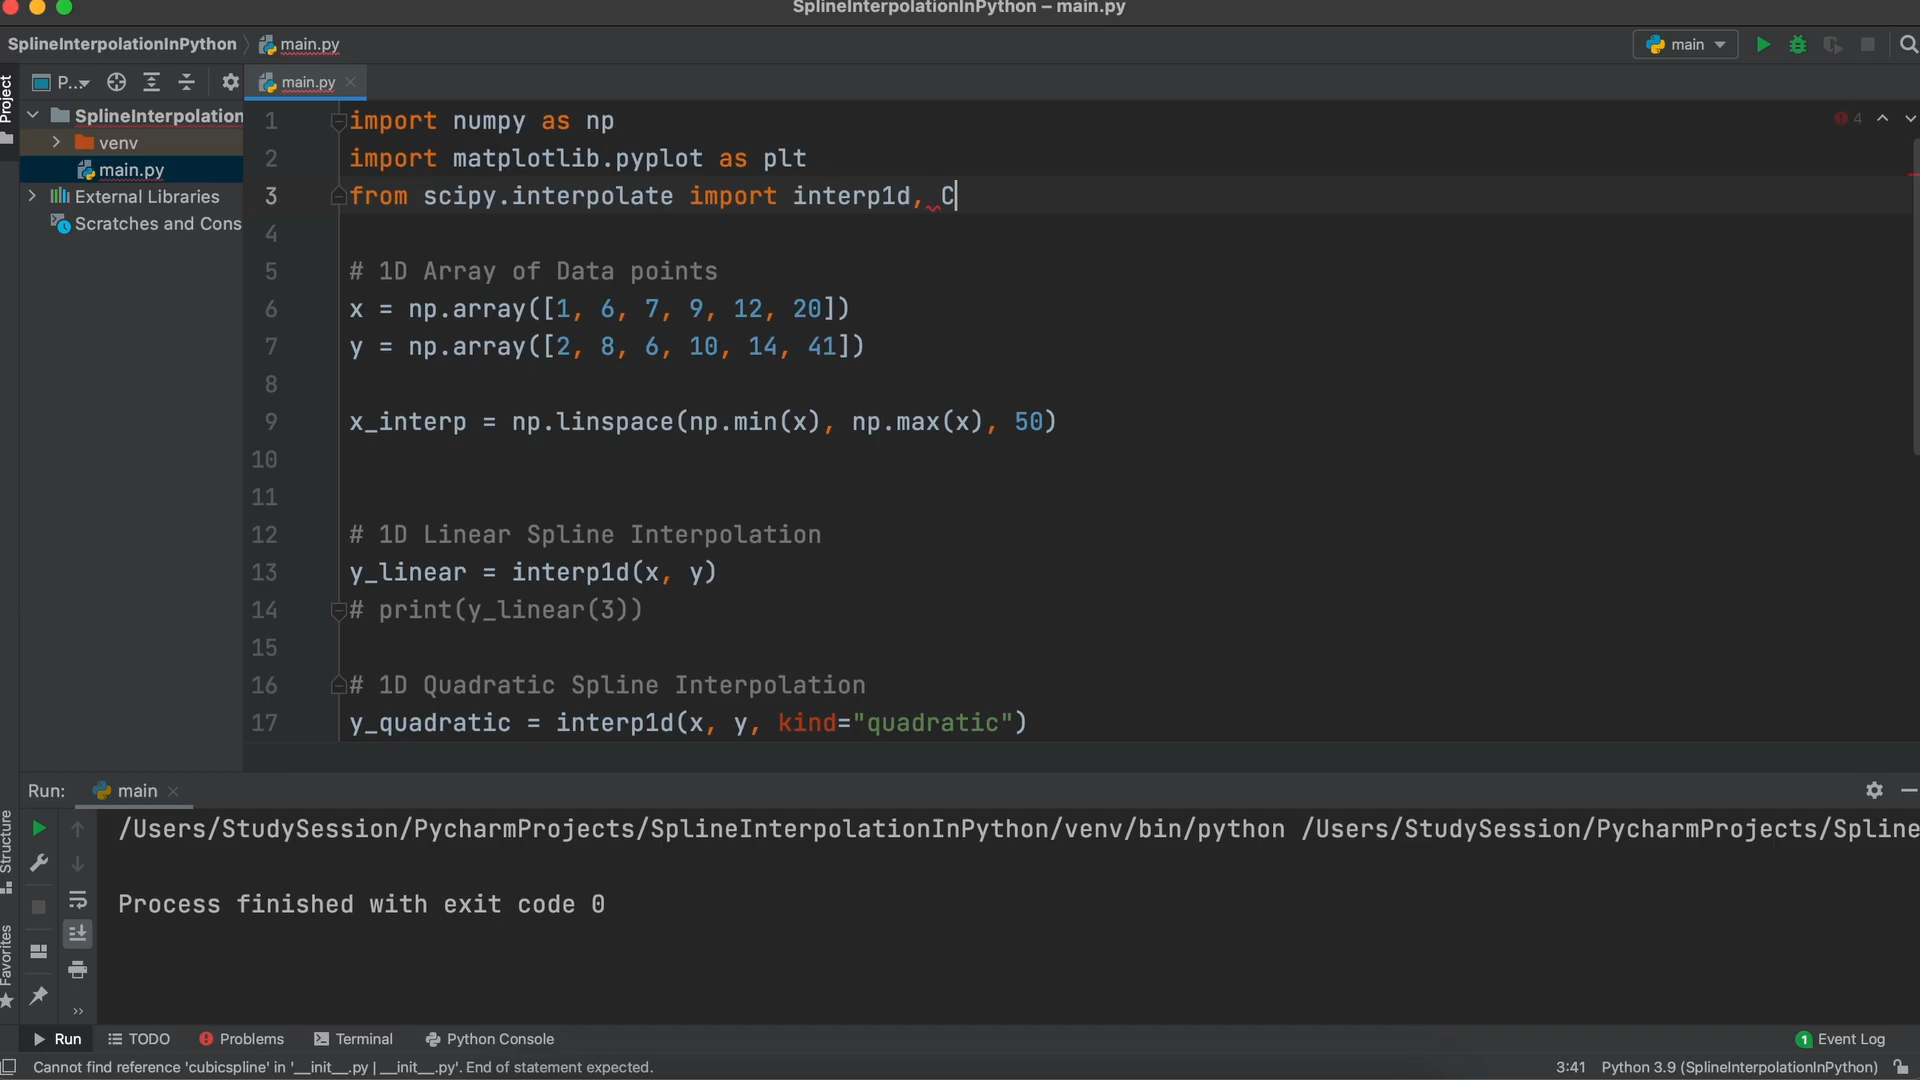 SplineInterpolationInPython – main.py
SplineInterpolationInPython
main.py
main
Project
P...
main.py
SplineInterpolation
venv
main.py
External Libraries
Scratches and Cons
4
1 import numpy as np
2 import matplotlib.pyplot as plt
3 from scipy.interpolate import interp1d, C
4
5 # 1D Array of Data points
6 x = np.array([1, 6, 7, 9, 12, 20])
7 y = np.array([2, 8, 6, 10, 14, 41])
8
9 x_interp = np.linspace(np.min(x), np.max(x), 50)
10
11
12 # 1D Linear Spline Interpolation
13 y_linear = interp1d(x, y)
14 # print(y_linear(3))
15
16 # 1D Quadratic Spline Interpolation
17 y_quadratic = interp1d(x, y, kind="quadratic")
Run:
main
/Users/StudySession/PycharmProjects/SplineInterpolationInPython/venv/bin/python /Users/StudySession/PycharmProjects/Spline
Process finished with exit code 0
Structure
Favorites
Run
TODO
Problems
Terminal
Python Console
1 Event Log
Cannot find reference 'cubicspline' in '__init__.py | __init__.py'. End of statement expected.
3:41
Python 3.9 (SplineInterpolationInPython)